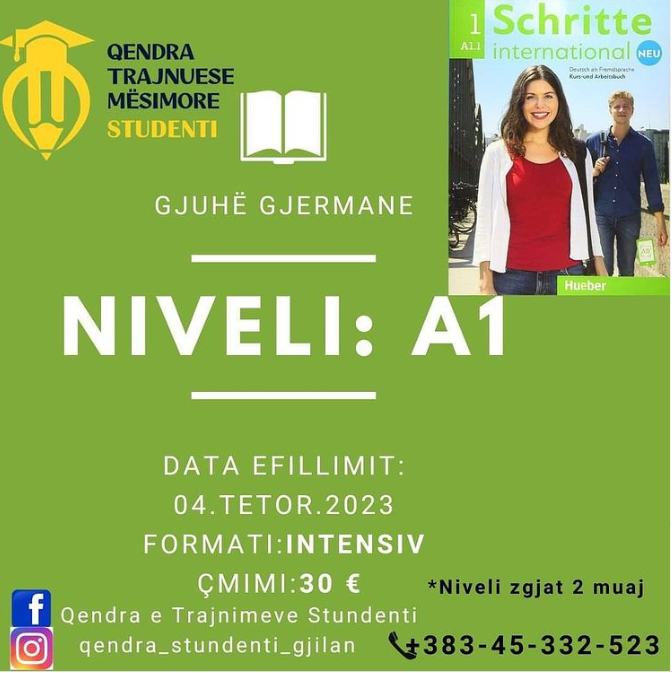 QENDRA
TRAJNUESE
MËSIMORE
STUDENTI
1
A1.1
Schritte
international NEU
Deutsch als Fremdsprache
Kurs- und Arbeitsbuch
Hueber
GJUHË GJERMANE
NIVELI: A1
DATA EFILLIMIT:
04.TETOR.2023
FORMATI:INTENSIV
ÇMIMI:30 €
*Niveli zgjat 2 muaj
Qendra e Trajnimeve Stundenti
qendra_stundenti_gjilan
+383-45-332-523